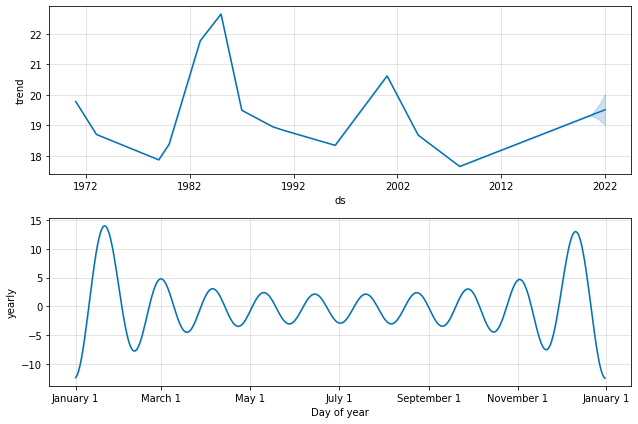 22
21
20
19
18
trend
1972
1982
1992
2002
2012
2022
ds
15
10
5
0
−5
−10
yearly
January 1
March 1
May 1
July 1
September 1
November 1
January 1
Day of year